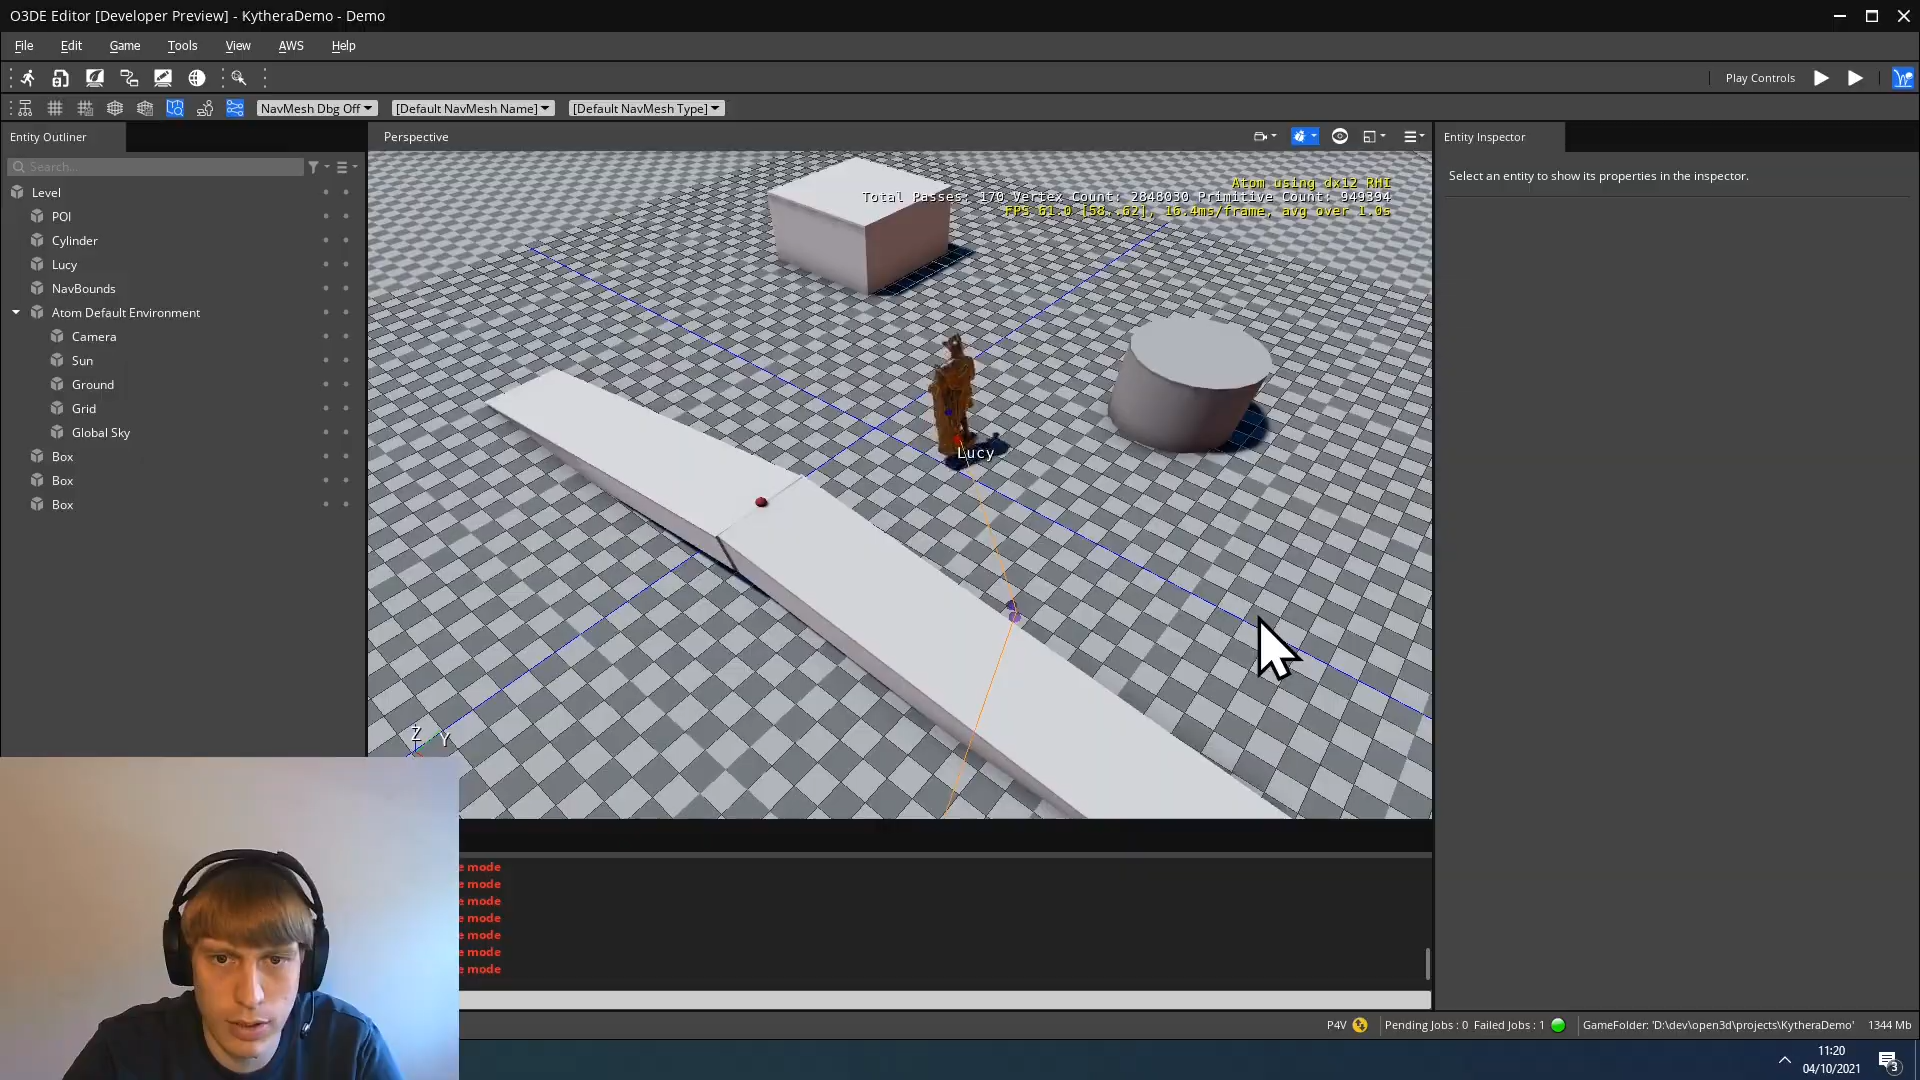 O3DE Editor [Developer Preview] - KytheraDemo - Demo
File Edit Game Tools View AWS Help
Play Controls
NavMesh Dbg Off [Default NavMesh Name] [Default NavMesh Type]
Entity Outliner
Perspective
Entity Inspector
Search...
Select an entity to show its properties in the inspector.
Atom using dx12 RHI
Total Passes: 170 Vertex Count: 2848030 Primitive Count: 949394
FPS 61.0 [58..62], 16.4ms/frame, avg over 1.0s
Level
POI
Cylinder
Lucy
NavBounds
Atom Default Environment
Camera
Sun
Ground
Grid
Global Sky
Box
Box
Box
Lucy
Z Y
e mode
e mode
e mode
e mode
e mode
e mode
e mode
P4V Pending Jobs : 0 Failed Jobs : 1 GameFolder: 'D:\dev\open3d\projects\KytheraDemo' 1344 Mb
11:20
04/10/2021
3